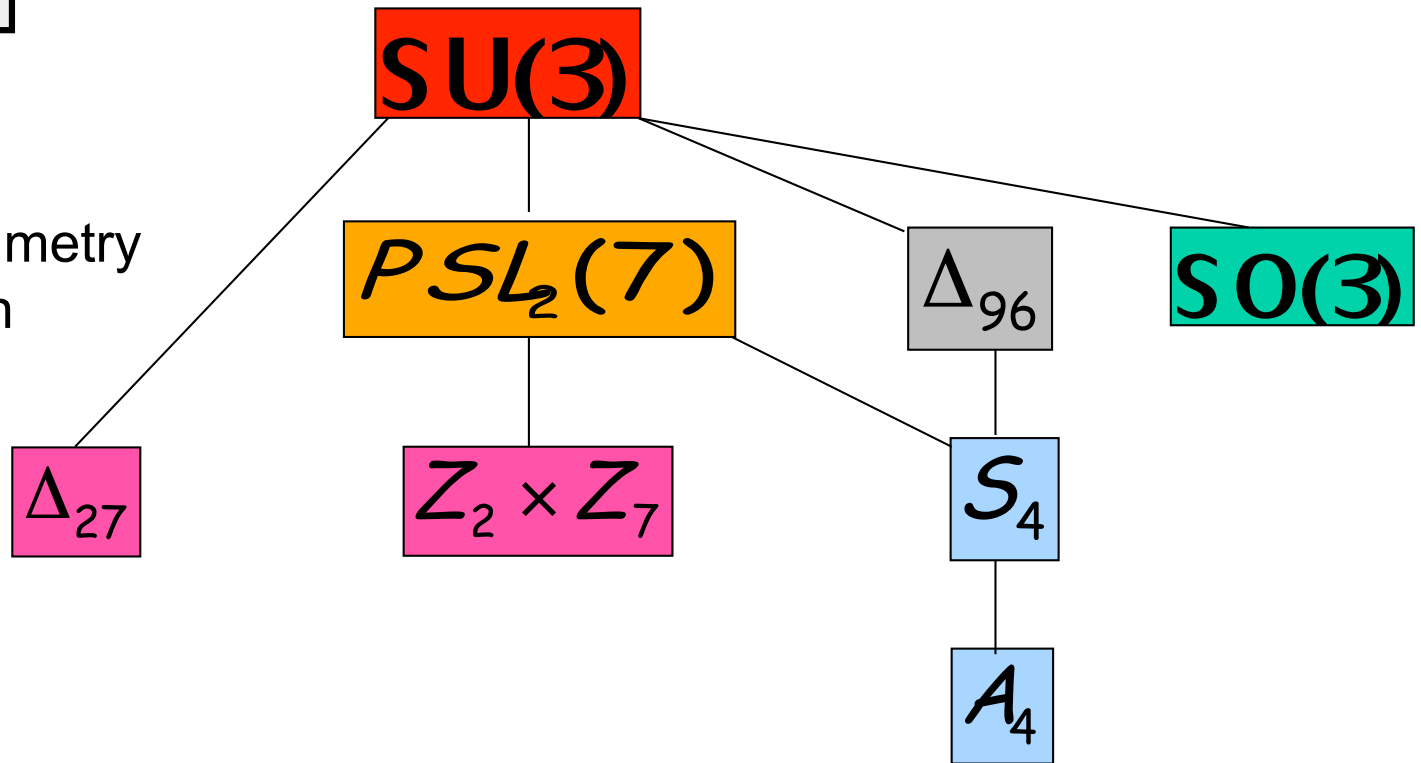 SU(3)
metry
n
PSL₂(7)
Δ₉₆
SO(3)
Δ₂₇
Z₂ × Z₇
S₄
A₄